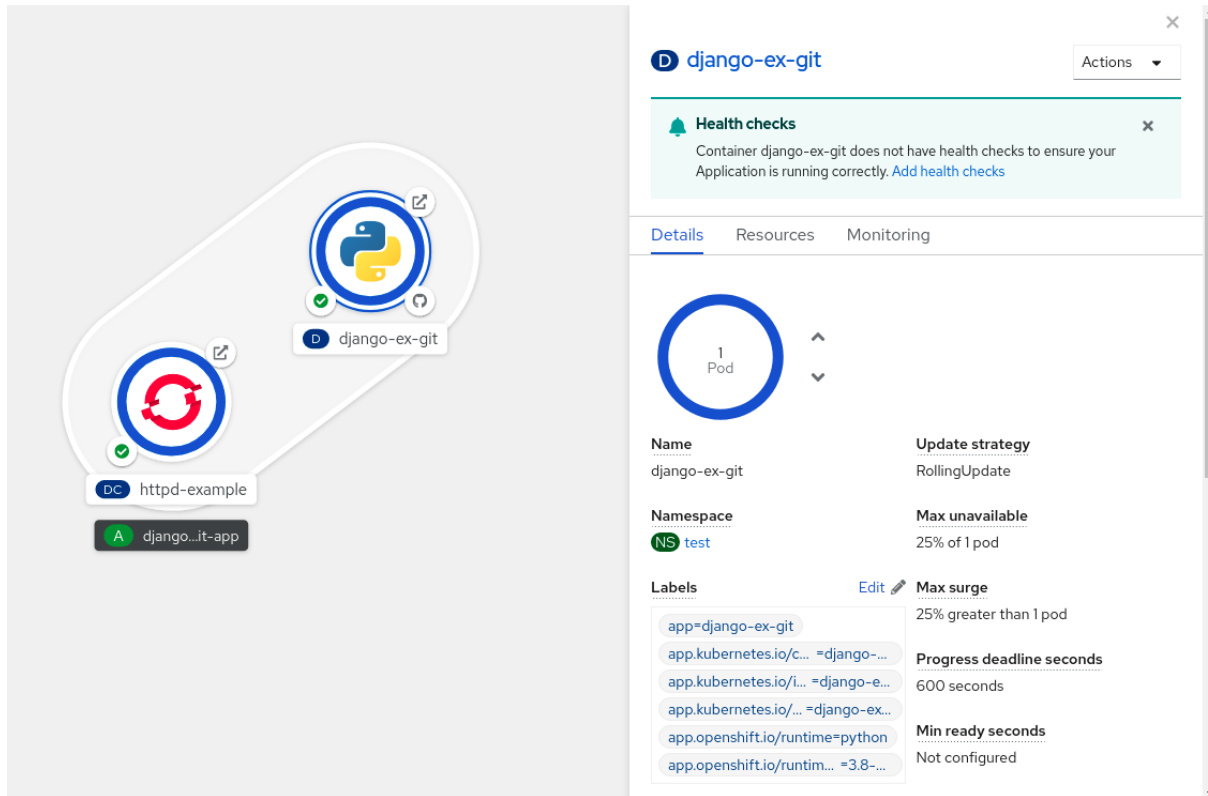 D django-ex-git
DC httpd-example
A django...it-app
D django-ex-git
Actions
Health checks
Container django-ex-git does not have health checks to ensure your
Application is running correctly. Add health checks
Details Resources Monitoring
1
Pod
Name
django-ex-git
Update strategy
RollingUpdate
Namespace
NS test
Max unavailable
25% of 1 pod
Labels Edit
app=django-ex-git
app.kubernetes.io/c... =django-...
app.kubernetes.io/i... =django-e...
app.kubernetes.io/... =django-ex...
app.openshift.io/runtime=python
app.openshift.io/runtim... =3.8-...
Max surge
25% greater than 1 pod
Progress deadline seconds
600 seconds
Min ready seconds
Not configured